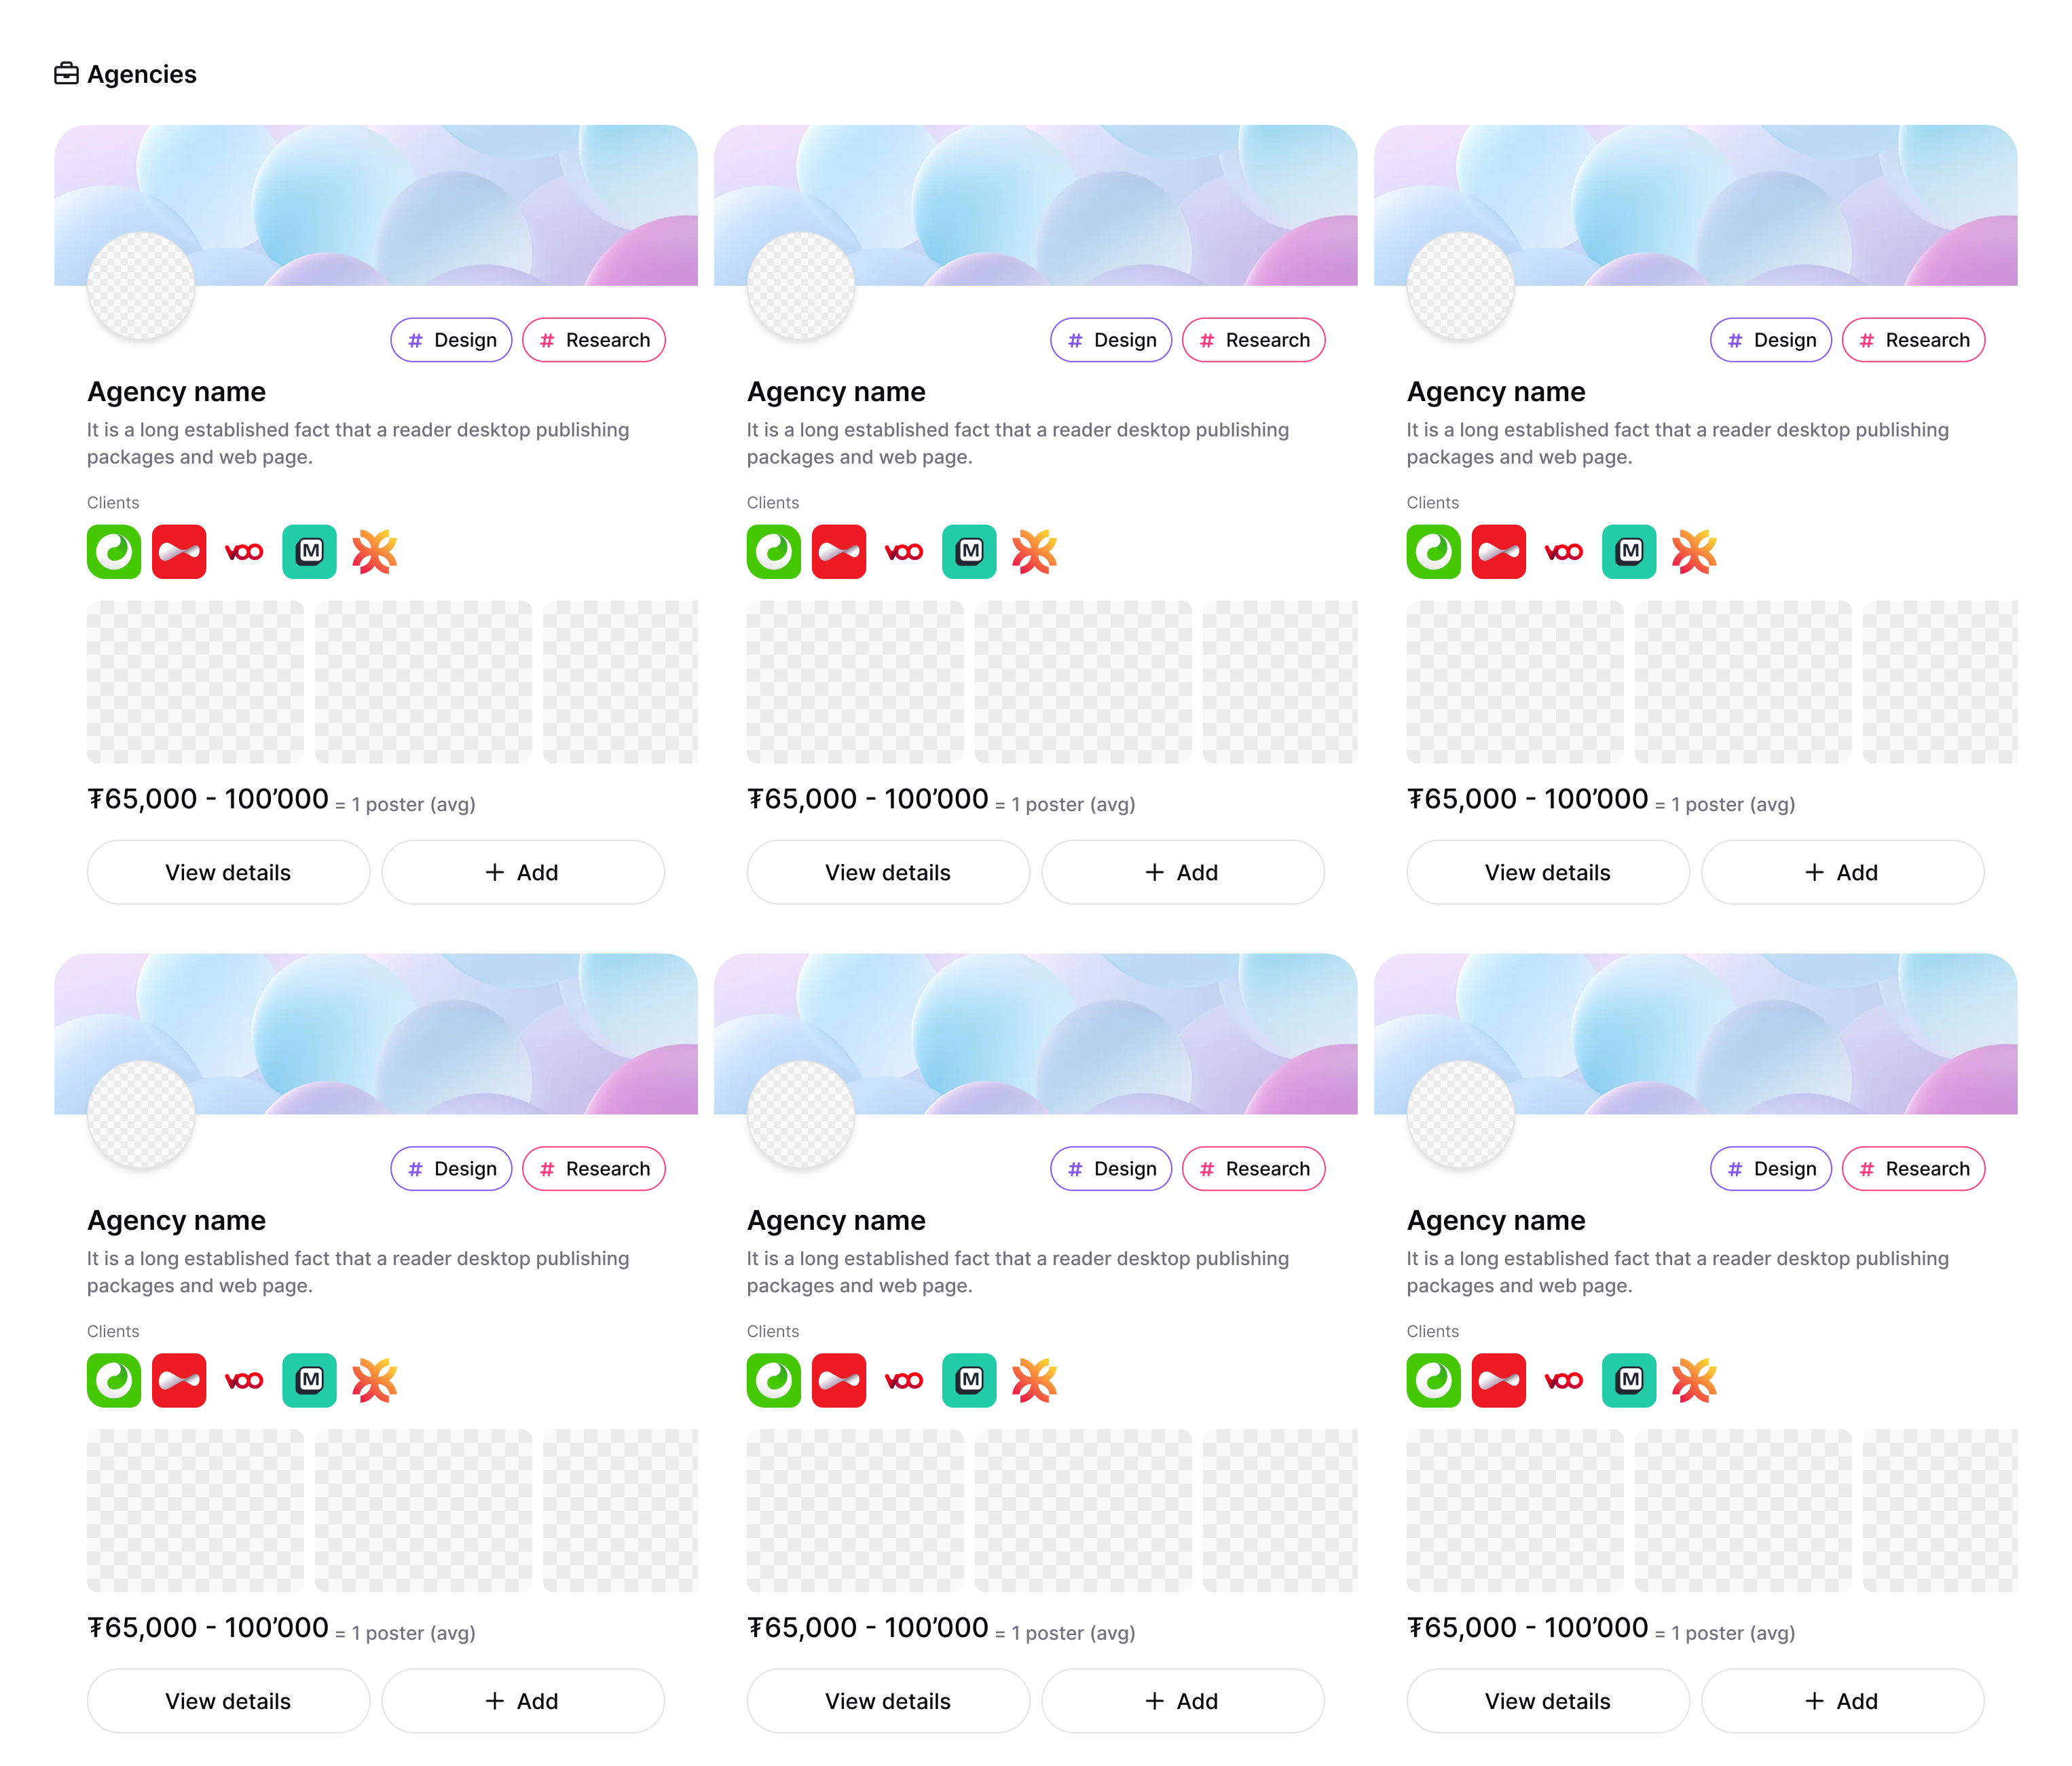 Agencies
# Design # Research
Agency name
It is a long established fact that a reader desktop publishing
packages and web page.
Clients
voo M
₮65,000 - 100’000 = 1 poster (avg)
View details + Add
# Design # Research
Agency name
It is a long established fact that a reader desktop publishing
packages and web page.
Clients
voo M
₮65,000 - 100’000 = 1 poster (avg)
View details + Add
# Design # Research
Agency name
It is a long established fact that a reader desktop publishing
packages and web page.
Clients
voo M
₮65,000 - 100’000 = 1 poster (avg)
View details + Add
# Design # Research
Agency name
It is a long established fact that a reader desktop publishing
packages and web page.
Clients
voo M
₮65,000 - 100’000 = 1 poster (avg)
View details + Add
# Design # Research
Agency name
It is a long established fact that a reader desktop publishing
packages and web page.
Clients
voo M
₮65,000 - 100’000 = 1 poster (avg)
View details + Add
# Design # Research
Agency name
It is a long established fact that a reader desktop publishing
packages and web page.
Clients
voo M
₮65,000 - 100’000 = 1 poster (avg)
View details + Add